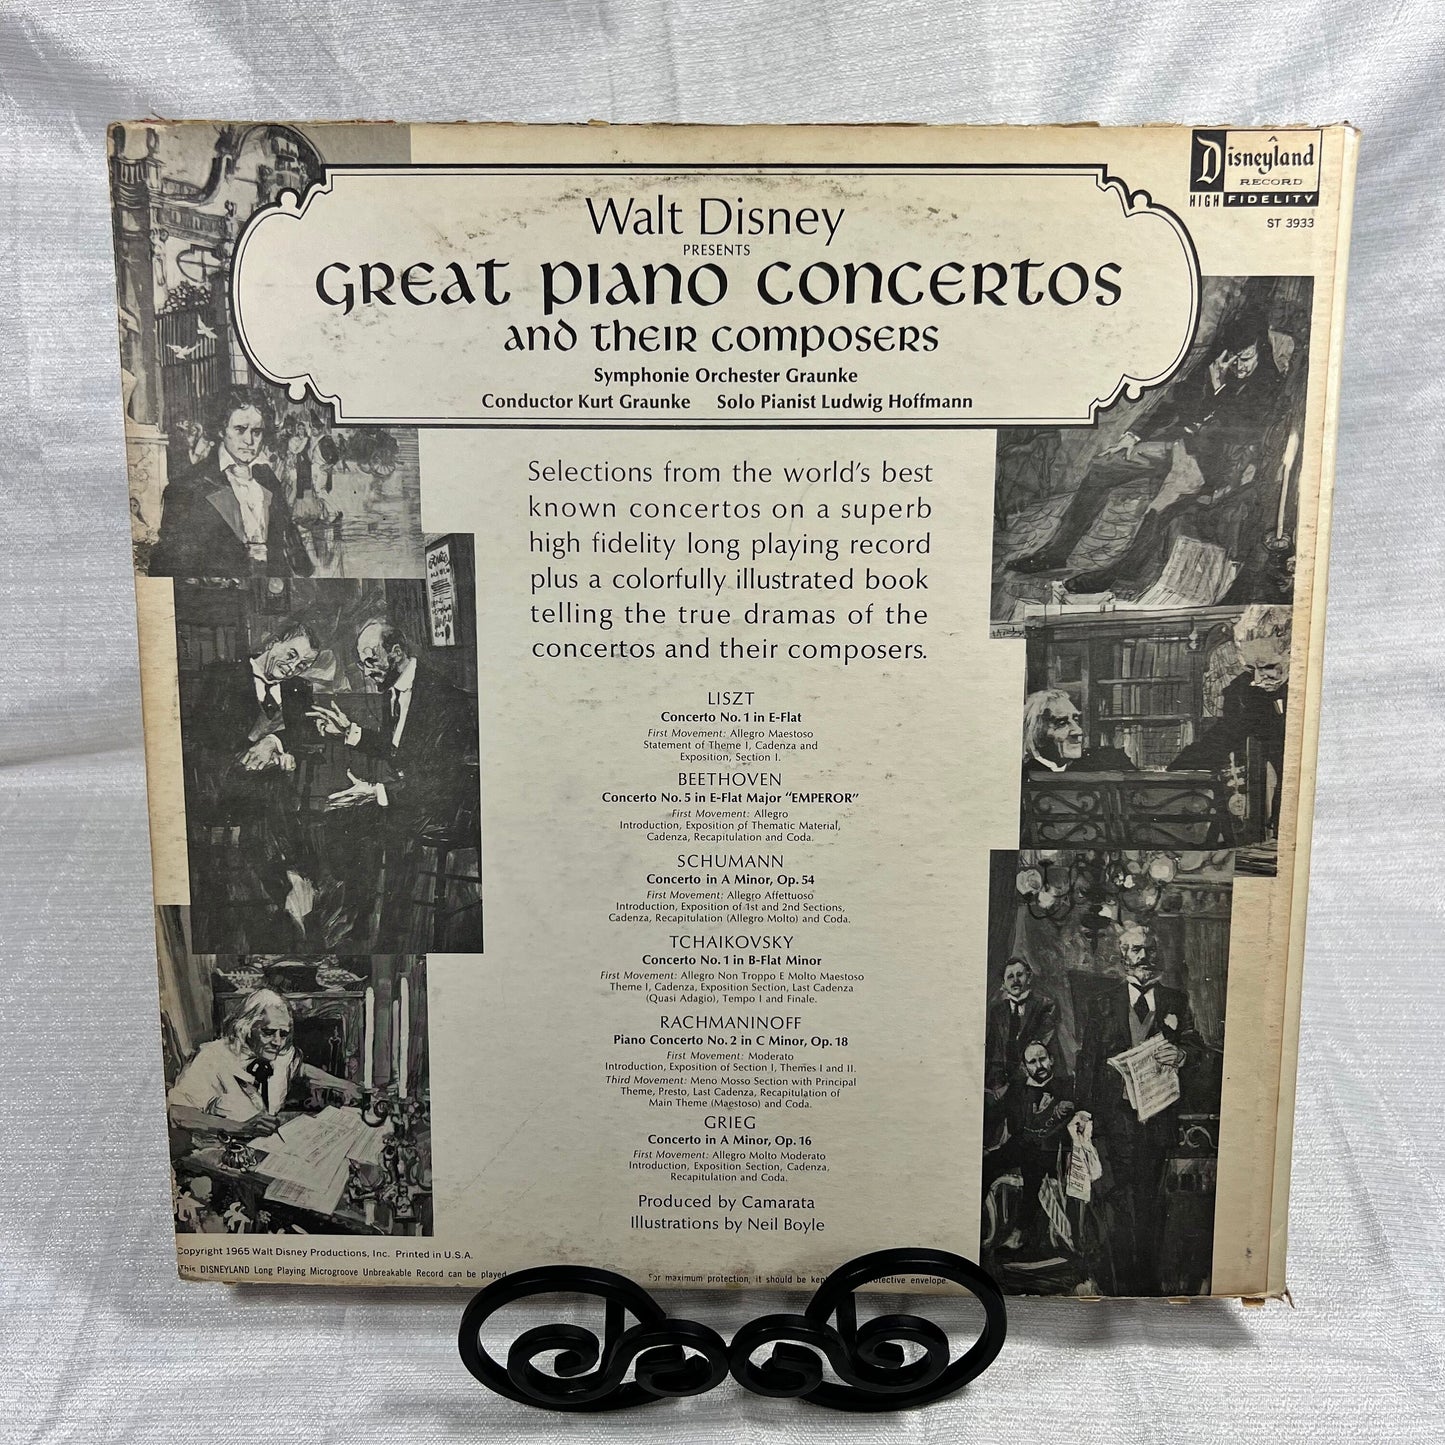 A
Disneyland
RECORD
HIGH FIDELITY
ST 3933
Walt Disney
PRESENTS
GREAT PIANO CONCERTOS
AND THEIR COMPOSERS
Symphonie Orchester Graunke
Conductor Kurt Graunke Solo Pianist Ludwig Hoffmann
Selections from the world's best
known concertos on a superb
high fidelity long playing record
plus a colorfully illustrated book
telling the true dramas of the
concertos and their composers.
LISZT
Concerto No. 1 in E-Flat
First Movement: Allegro Maestoso
Statement of Theme I, Cadenza and
Exposition, Section I.
BEETHOVEN
Concerto No. 5 in E-Flat Major "EMPEROR"
First Movement: Allegro
Introduction, Exposition of Thematic Material,
Cadenza, Recapitulation and Coda.
SCHUMANN
Concerto in A Minor, Op. 54
First Movement: Allegro Affettuoso
Introduction, Exposition of 1st and 2nd Sections,
Cadenza, Recapitulation (Allegro Molto) and Coda.
TCHAIKOVSKY
Concerto No. 1 in B-Flat Minor
First Movement: Allegro Non Troppo E Molto Maestoso
Theme I, Cadenza, Exposition Section, Last Cadenza
(Quasi Adagio), Tempo I and Finale.
RACHMANINOFF
Piano Concerto No. 2 in C Minor, Op. 18
First Movement: Moderato
Introduction, Exposition of Section I, Themes I and II.
Third Movement: Meno Mosso Section with Principal
Theme, Presto, Last Cadenza, Recapitulation of
Main Theme (Maestoso) and Coda.
GRIEG
Concerto in A Minor, Op. 16
First Movement: Allegro Molto Moderato
Introduction, Exposition Section, Cadenza,
Recapitulation and Coda.
Produced by Camarata
Illustrations by Neil Boyle
Copyright 1965 Walt Disney Productions, Inc. Printed in U.S.A.
This DISNEYLAND Long Playing Microgroove Unbreakable Record can be played For maximum protection, it should be kept envelope.